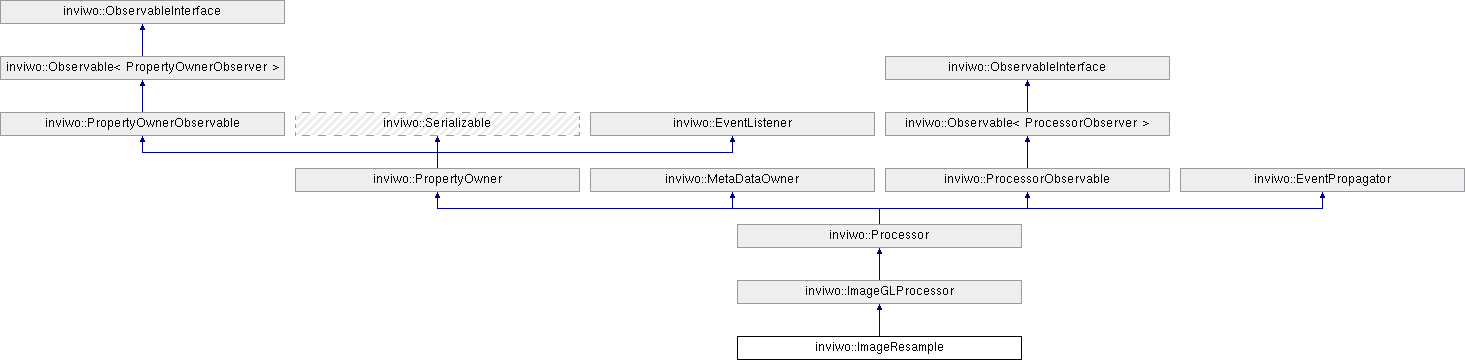 inviwo::ObservableInterface
inviwo::Observable< PropertyOwnerObserver >
inviwo::ObservableInterface
inviwo::PropertyOwnerObservable
inviwo::Serializable
inviwo::EventListener
inviwo::Observable< ProcessorObserver >
inviwo::PropertyOwner
inviwo::MetaDataOwner
inviwo::ProcessorObservable
inviwo::EventPropagator
inviwo::Processor
inviwo::ImageGLProcessor
inviwo::ImageResample